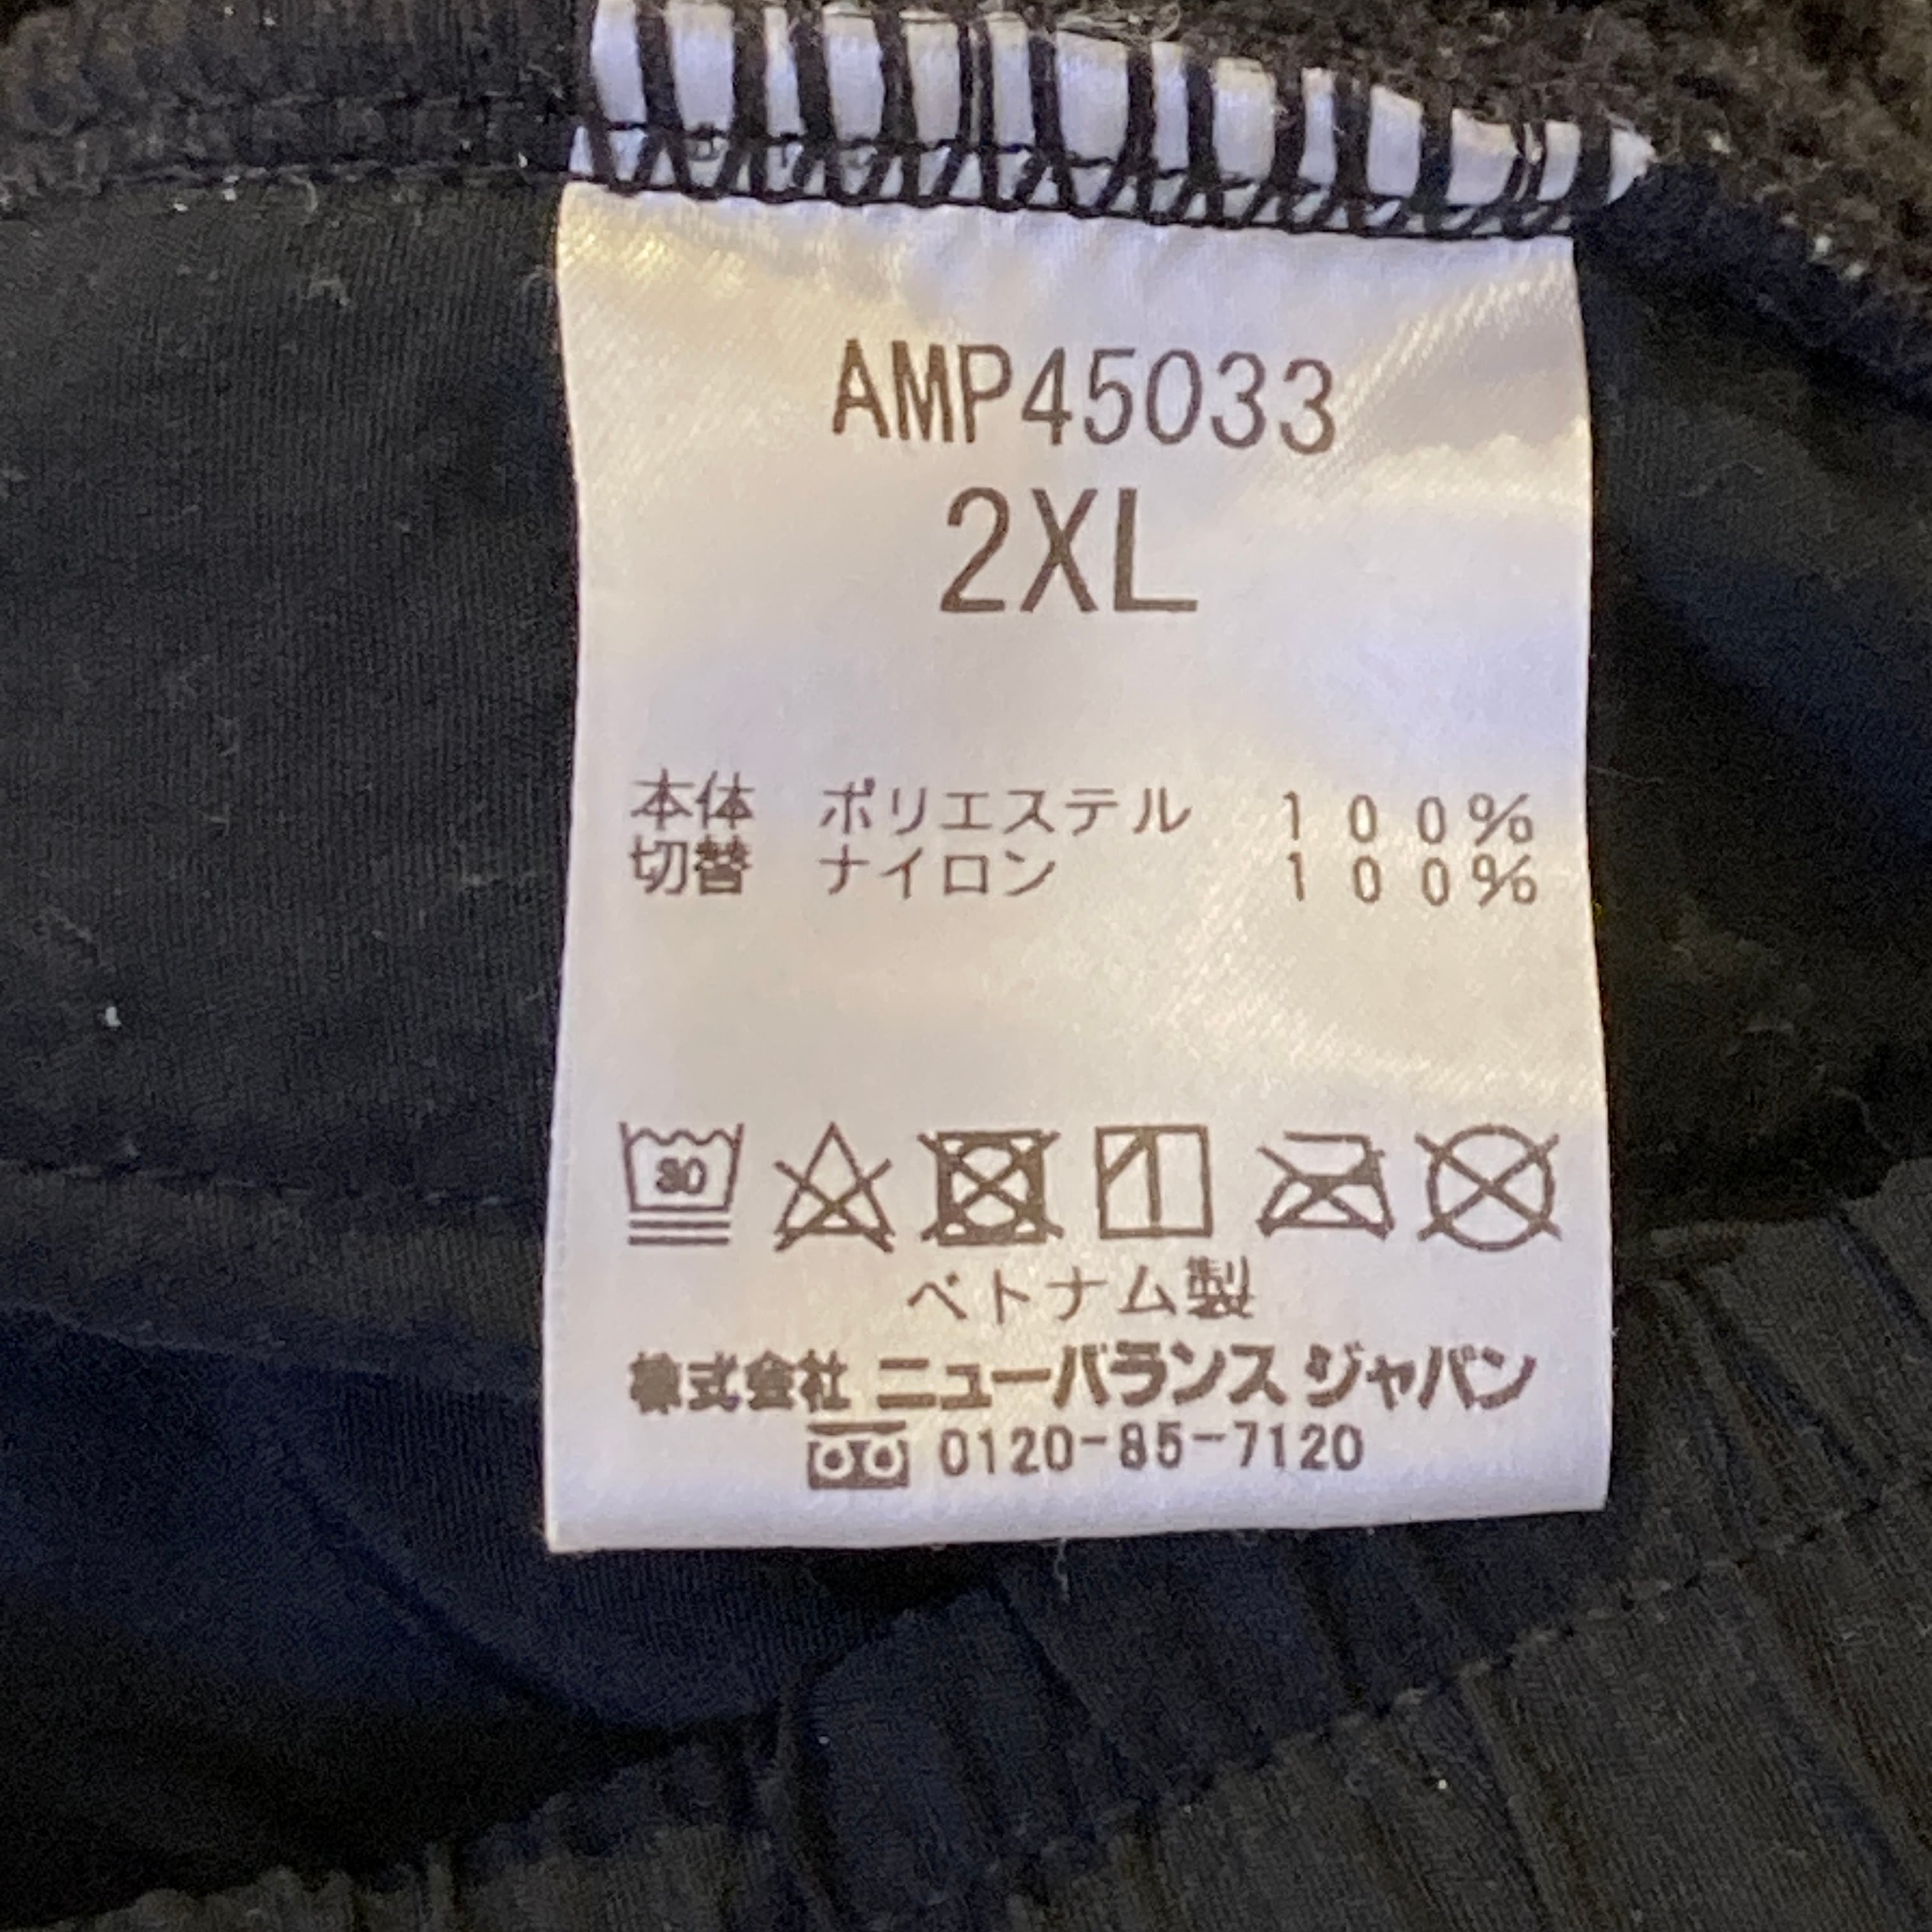 AMP45033
2XL
本体 ポリエステル 100%
切替 ナイロン 100%
30
ベトナム製
株式会社 ニューバランス ジャパン
0120-85-7120